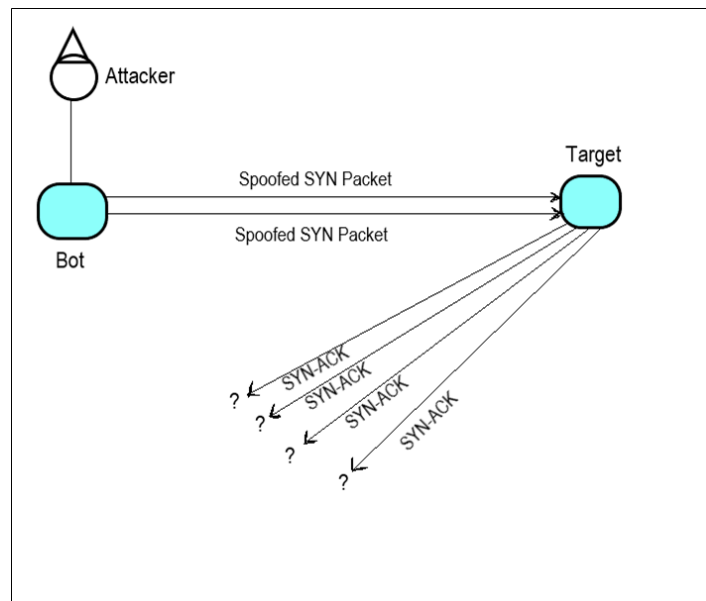 Attacker
Target
Spoofed SYN Packet
Spoofed SYN Packet
Bot
SYN-ACK
SYN-ACK
SYN-ACK
SYN-ACK
?
?
?
?